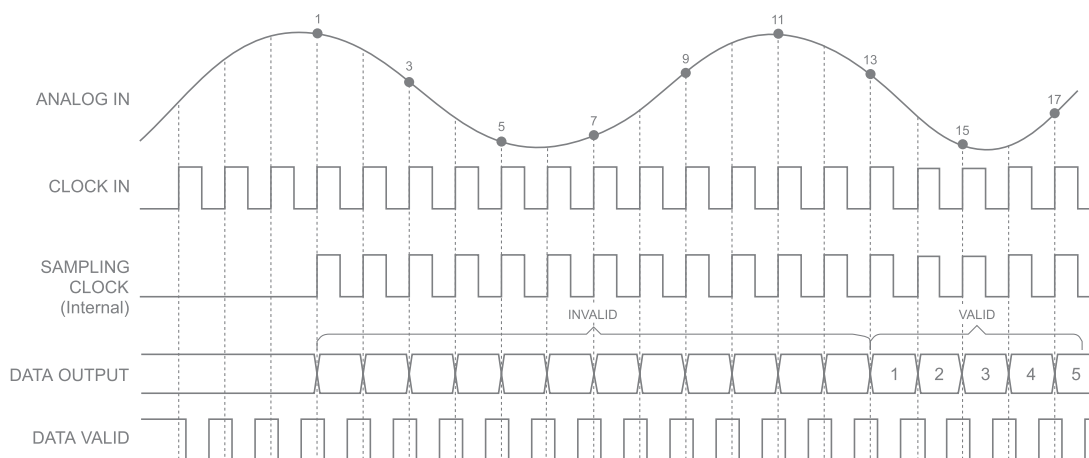 1
11
3
9
13
5
7
15
17
ANALOG IN
CLOCK IN
SAMPLING
CLOCK
(Internal)
INVALID
VALID
DATA OUTPUT
1
2
3
4
5
DATA VALID